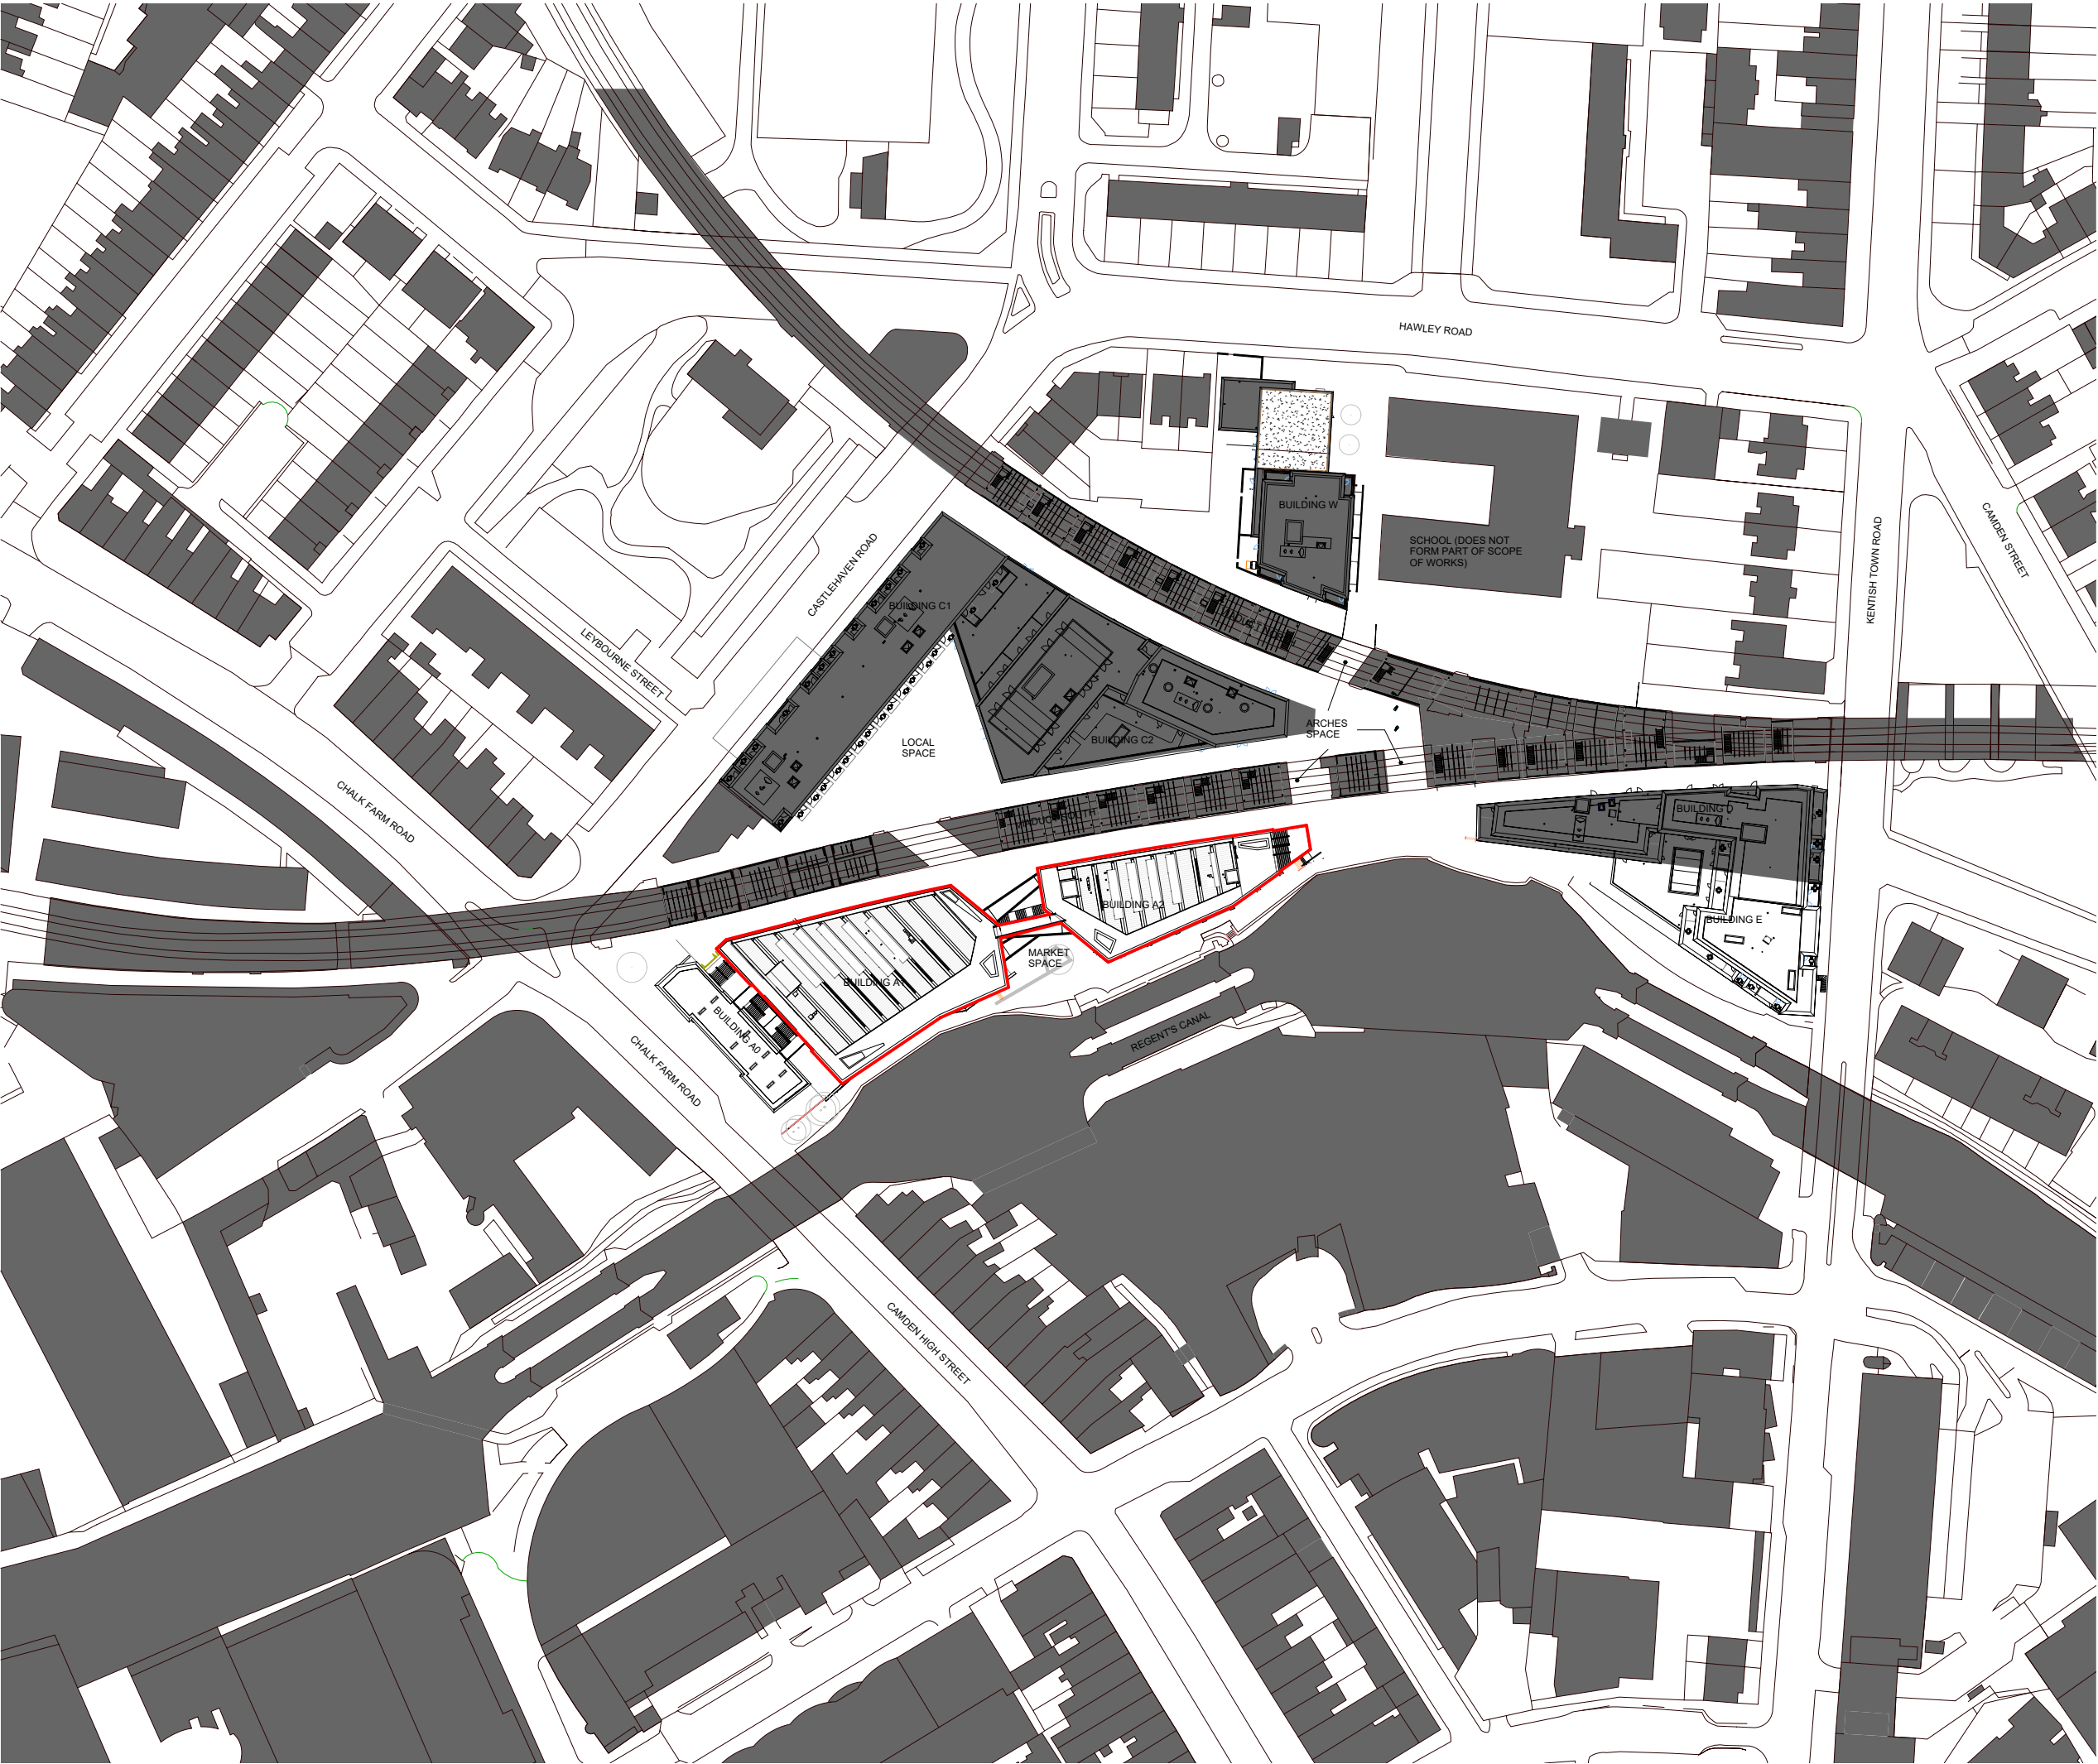 HAWLEY ROAD
BUILDING W
CAMDEN STREET
SCHOOL (DOES NOT
FORM PART OF SCOPE
OF WORKS)
KENTISH TOWN ROAD
CASTLEHAVEN ROAD
BUILDING C1
LEYBOURNE STREET
ARCHES
SPACE
LOCAL
SPACE
BUILDING C2
CHALK FARM ROAD
BUILDING D
BUILDING A2
BUILDING E
MARKET
SPACE
BUILDING A1
BUILDING A0
REGENT'S CANAL
CHALK FARM ROAD
CAMDEN HIGH STREET